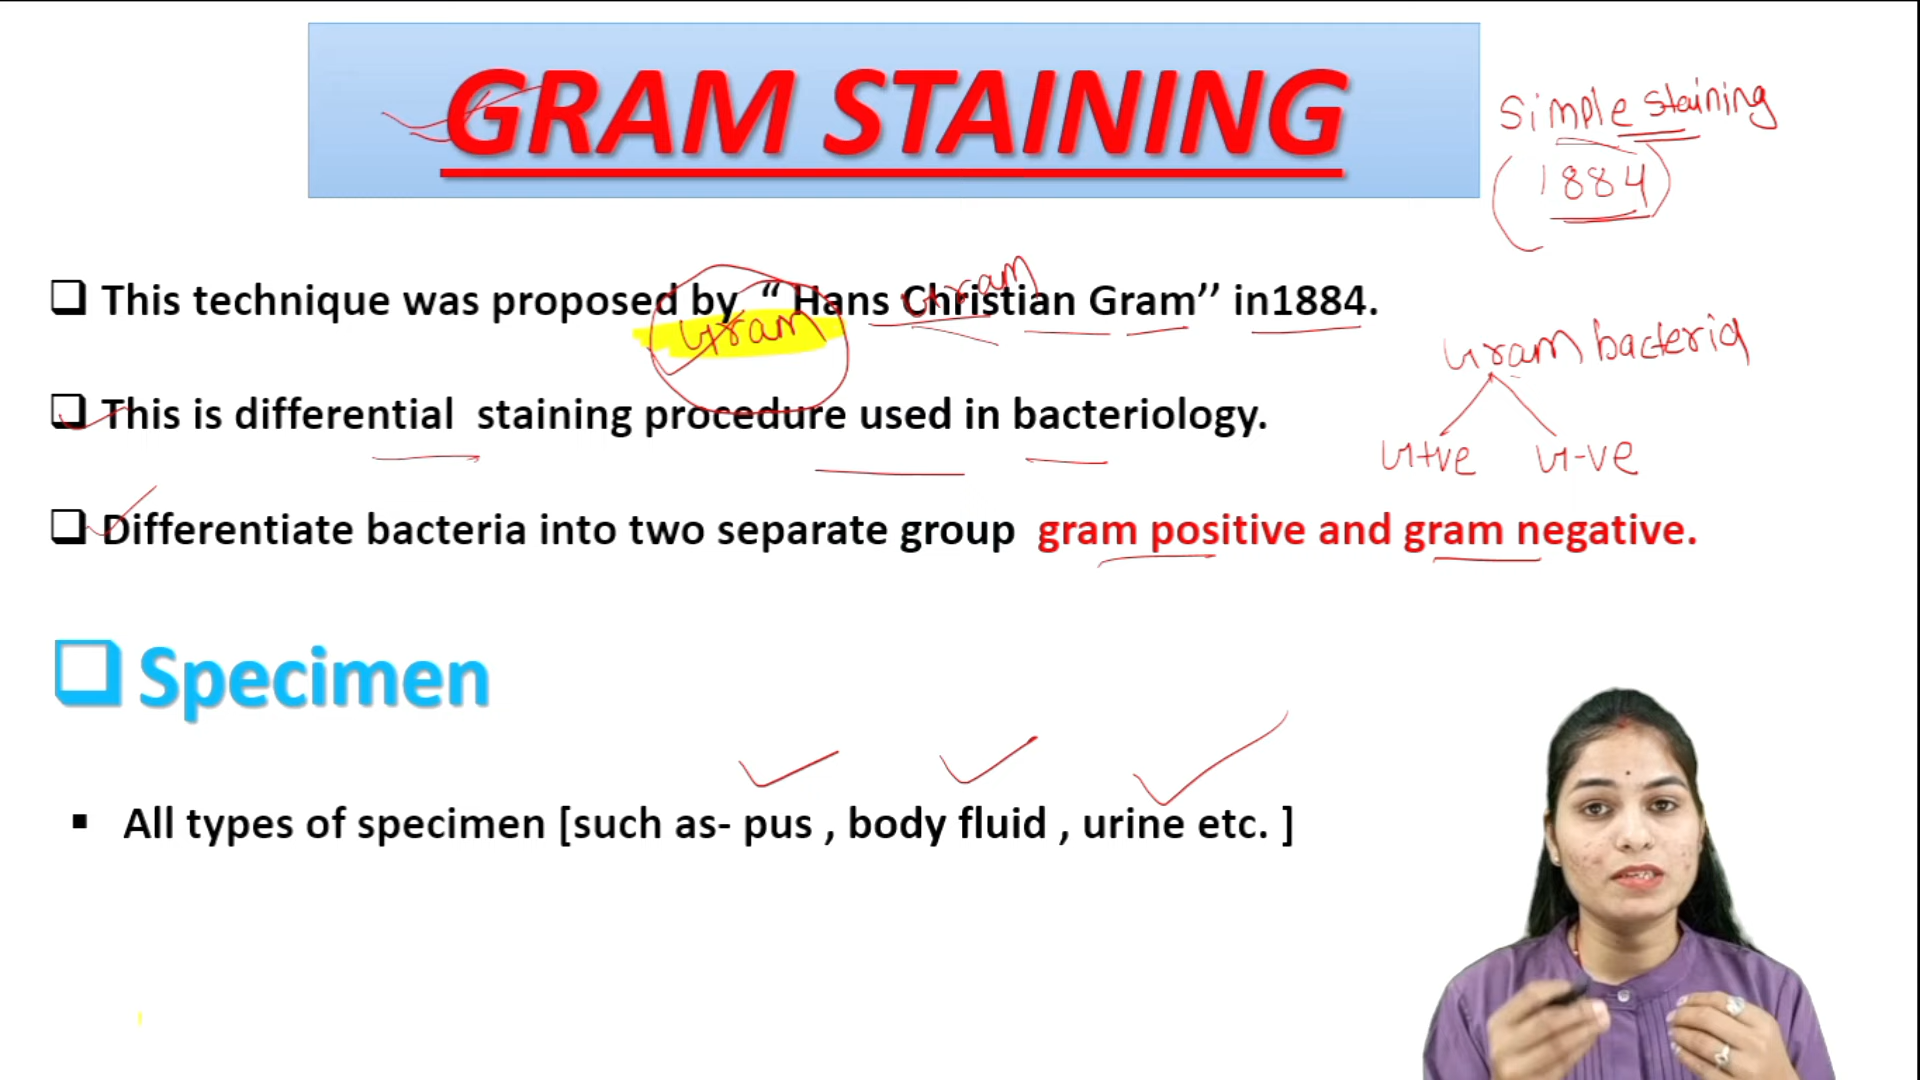 GRAM STAINING
Simple staining
(1884)
❑ This technique was proposed by “ Hans Christian Gram’’ in1884.
Gram
Gram
Gram bacteria
G+ve G-ve
❑ This is differential staining procedure used in bacteriology.
❑ Differentiate bacteria into two separate group gram positive and gram negative.
❑ Specimen
▪ All types of specimen [such as- pus , body fluid , urine etc. ]